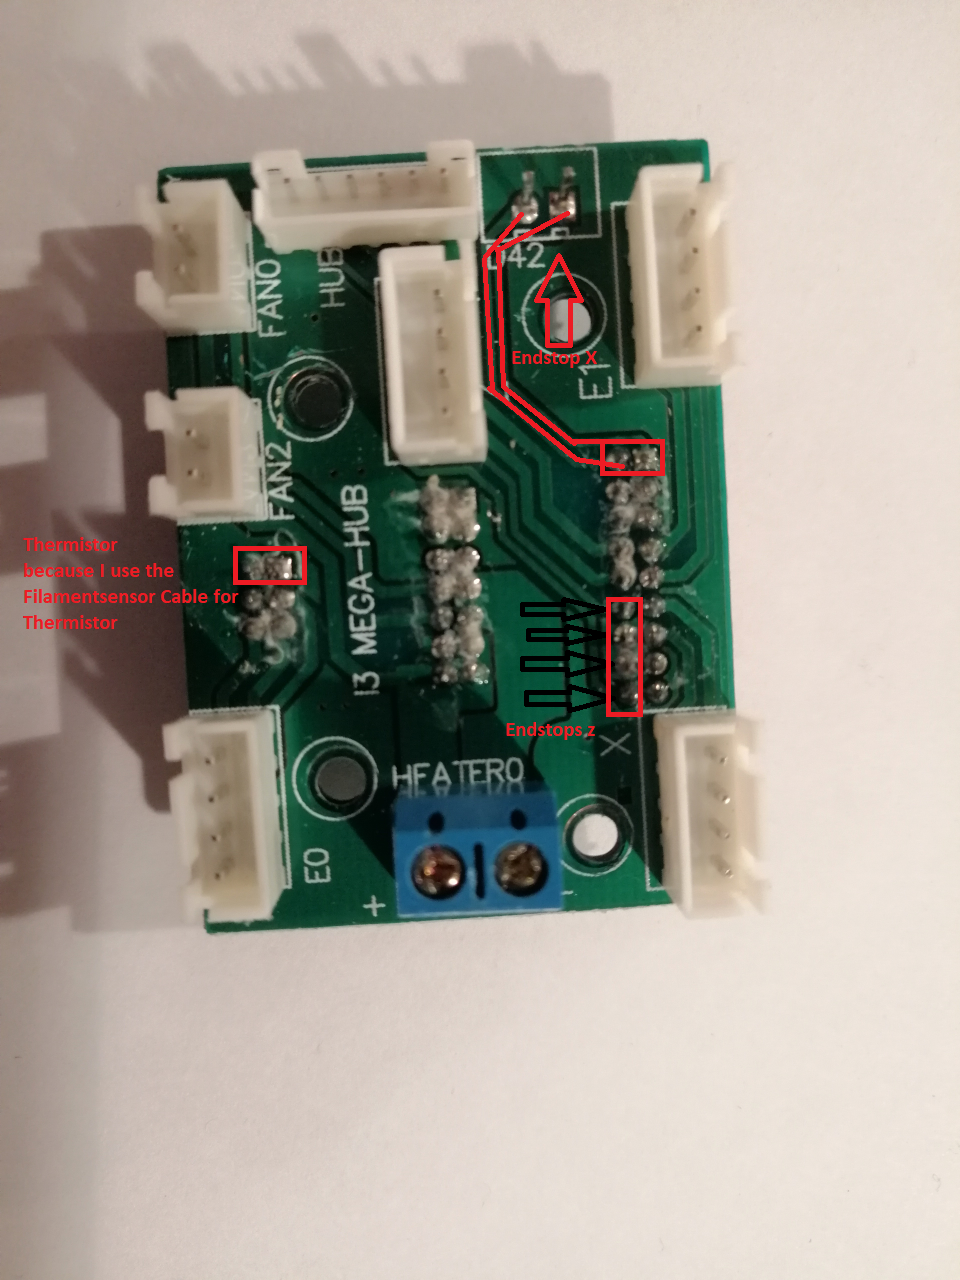 FAN0
HUB
D42
Endstop X
E1
FAN2
I3 MEGA-HUB
Thermistor
because I use the
Filamentsensor Cable for
Thermistor
Endstops z
X
HEATER0
E0
+
-